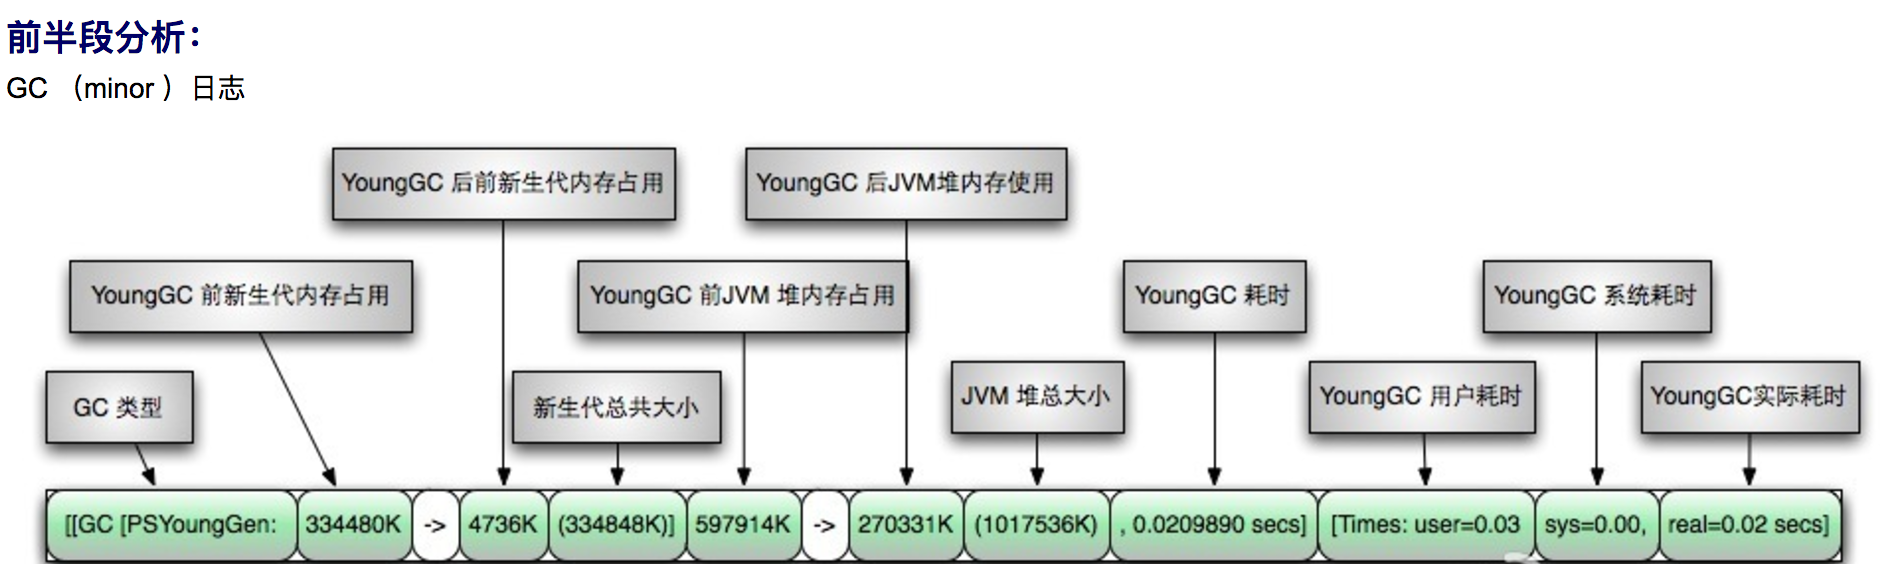 前半段分析：
GC （minor ）日志
YoungGC 后前新生代内存占用
YoungGC 后JVM堆内存使用
YoungGC 前新生代内存占用
YoungGC 前JVM 堆内存占用
YoungGC 耗时
YoungGC 系统耗时
GC 类型
新生代总共大小
JVM 堆总大小
YoungGC 用户耗时
YoungGC实际耗时
[[GC [PSYoungGen: 334480K -> 4736K (334848K)] 597914K -> 270331K (1017536K) , 0.0209890 secs] [Times: user=0.03 sys=0.00, real=0.02 secs]